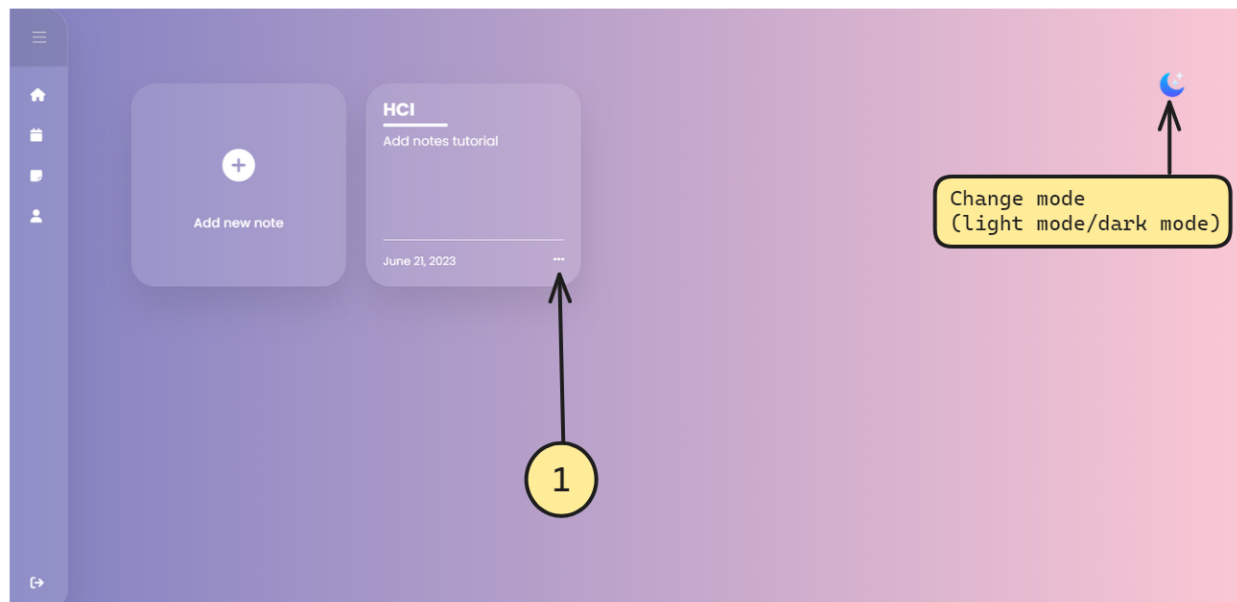 HCI
Add notes tutorial
Add new note
June 21, 2023
Change mode
(light mode/dark mode)
1